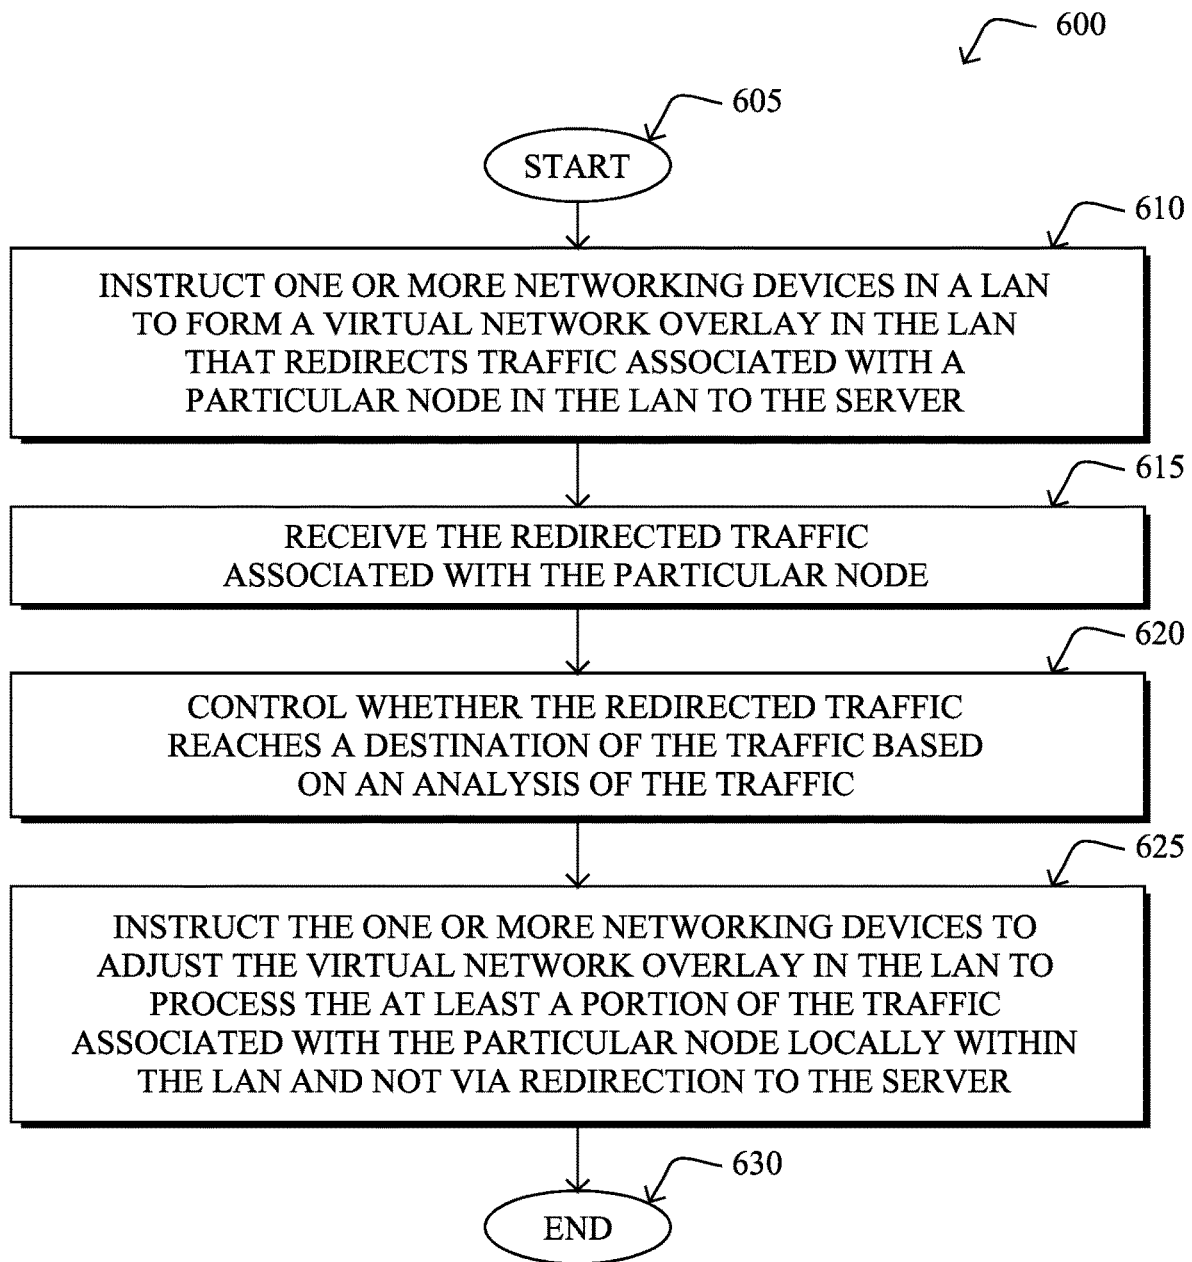 600
605
START
610
INSTRUCT ONE OR MORE NETWORKING DEVICES IN A LAN
TO FORM A VIRTUAL NETWORK OVERLAY IN THE LAN
THAT REDIRECTS TRAFFIC ASSOCIATED WITH A
PARTICULAR NODE IN THE LAN TO THE SERVER
615
RECEIVE THE REDIRECTED TRAFFIC
ASSOCIATED WITH THE PARTICULAR NODE
620
CONTROL WHETHER THE REDIRECTED TRAFFIC
REACHES A DESTINATION OF THE TRAFFIC BASED
ON AN ANALYSIS OF THE TRAFFIC
625
INSTRUCT THE ONE OR MORE NETWORKING DEVICES TO
ADJUST THE VIRTUAL NETWORK OVERLAY IN THE LAN TO
PROCESS THE AT LEAST A PORTION OF THE TRAFFIC
ASSOCIATED WITH THE PARTICULAR NODE LOCALLY WITHIN
THE LAN AND NOT VIA REDIRECTION TO THE SERVER
630
END